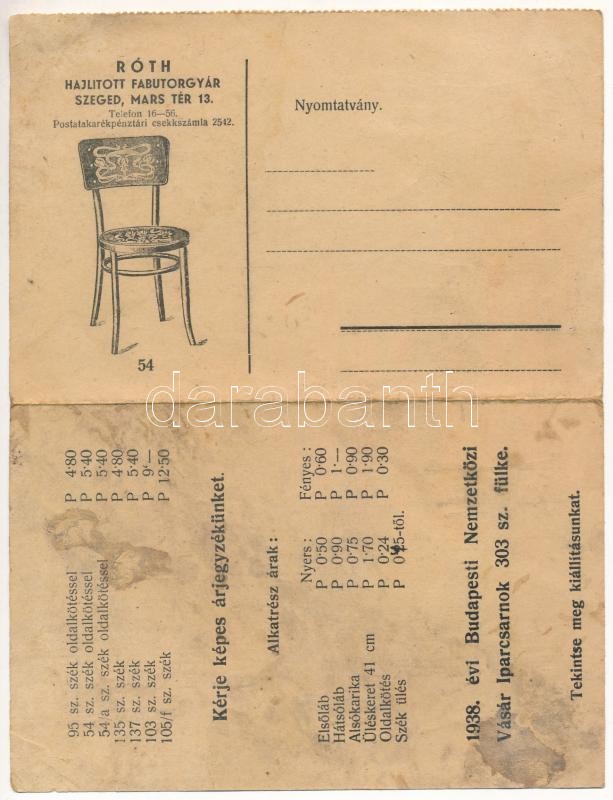 RÓTH
HAJLITOTT FABUTORGYÁR
SZEGED, MARS TÉR 13.
Telefon 16—56.
Postatakarékpénztári csekkszámla 2542.
54
Nyomtatvány.
darabanth
95 sz. szék oldalkötéssel P 4·80
54 sz. szék oldalkötéssel P 5·40
54/a sz. szék oldalkötéssel P 5·40
135 sz. szék P 4·80
137 sz. szék P 5·40
103 sz. szék P 9·—
105/f sz. szék P 12·50
Kérje képes árjegyzékünket.
Alkatrész árak:
Nyers: Fényes:
Elsőláb P 0·50 P 0·60
Hátsóláb P 0·90 P 1·—
Alsókarika P 0·75 P 0·90
Üléskeret 41 cm P 1·70 P 1·90
Oldalkötés P 0·24 P 0·30
Szék ülés P
1938. évi Budapesti Nemzetközi
Vásár Iparcsarnok 303 sz. fülke.
Tekintse meg kiállításunkat.